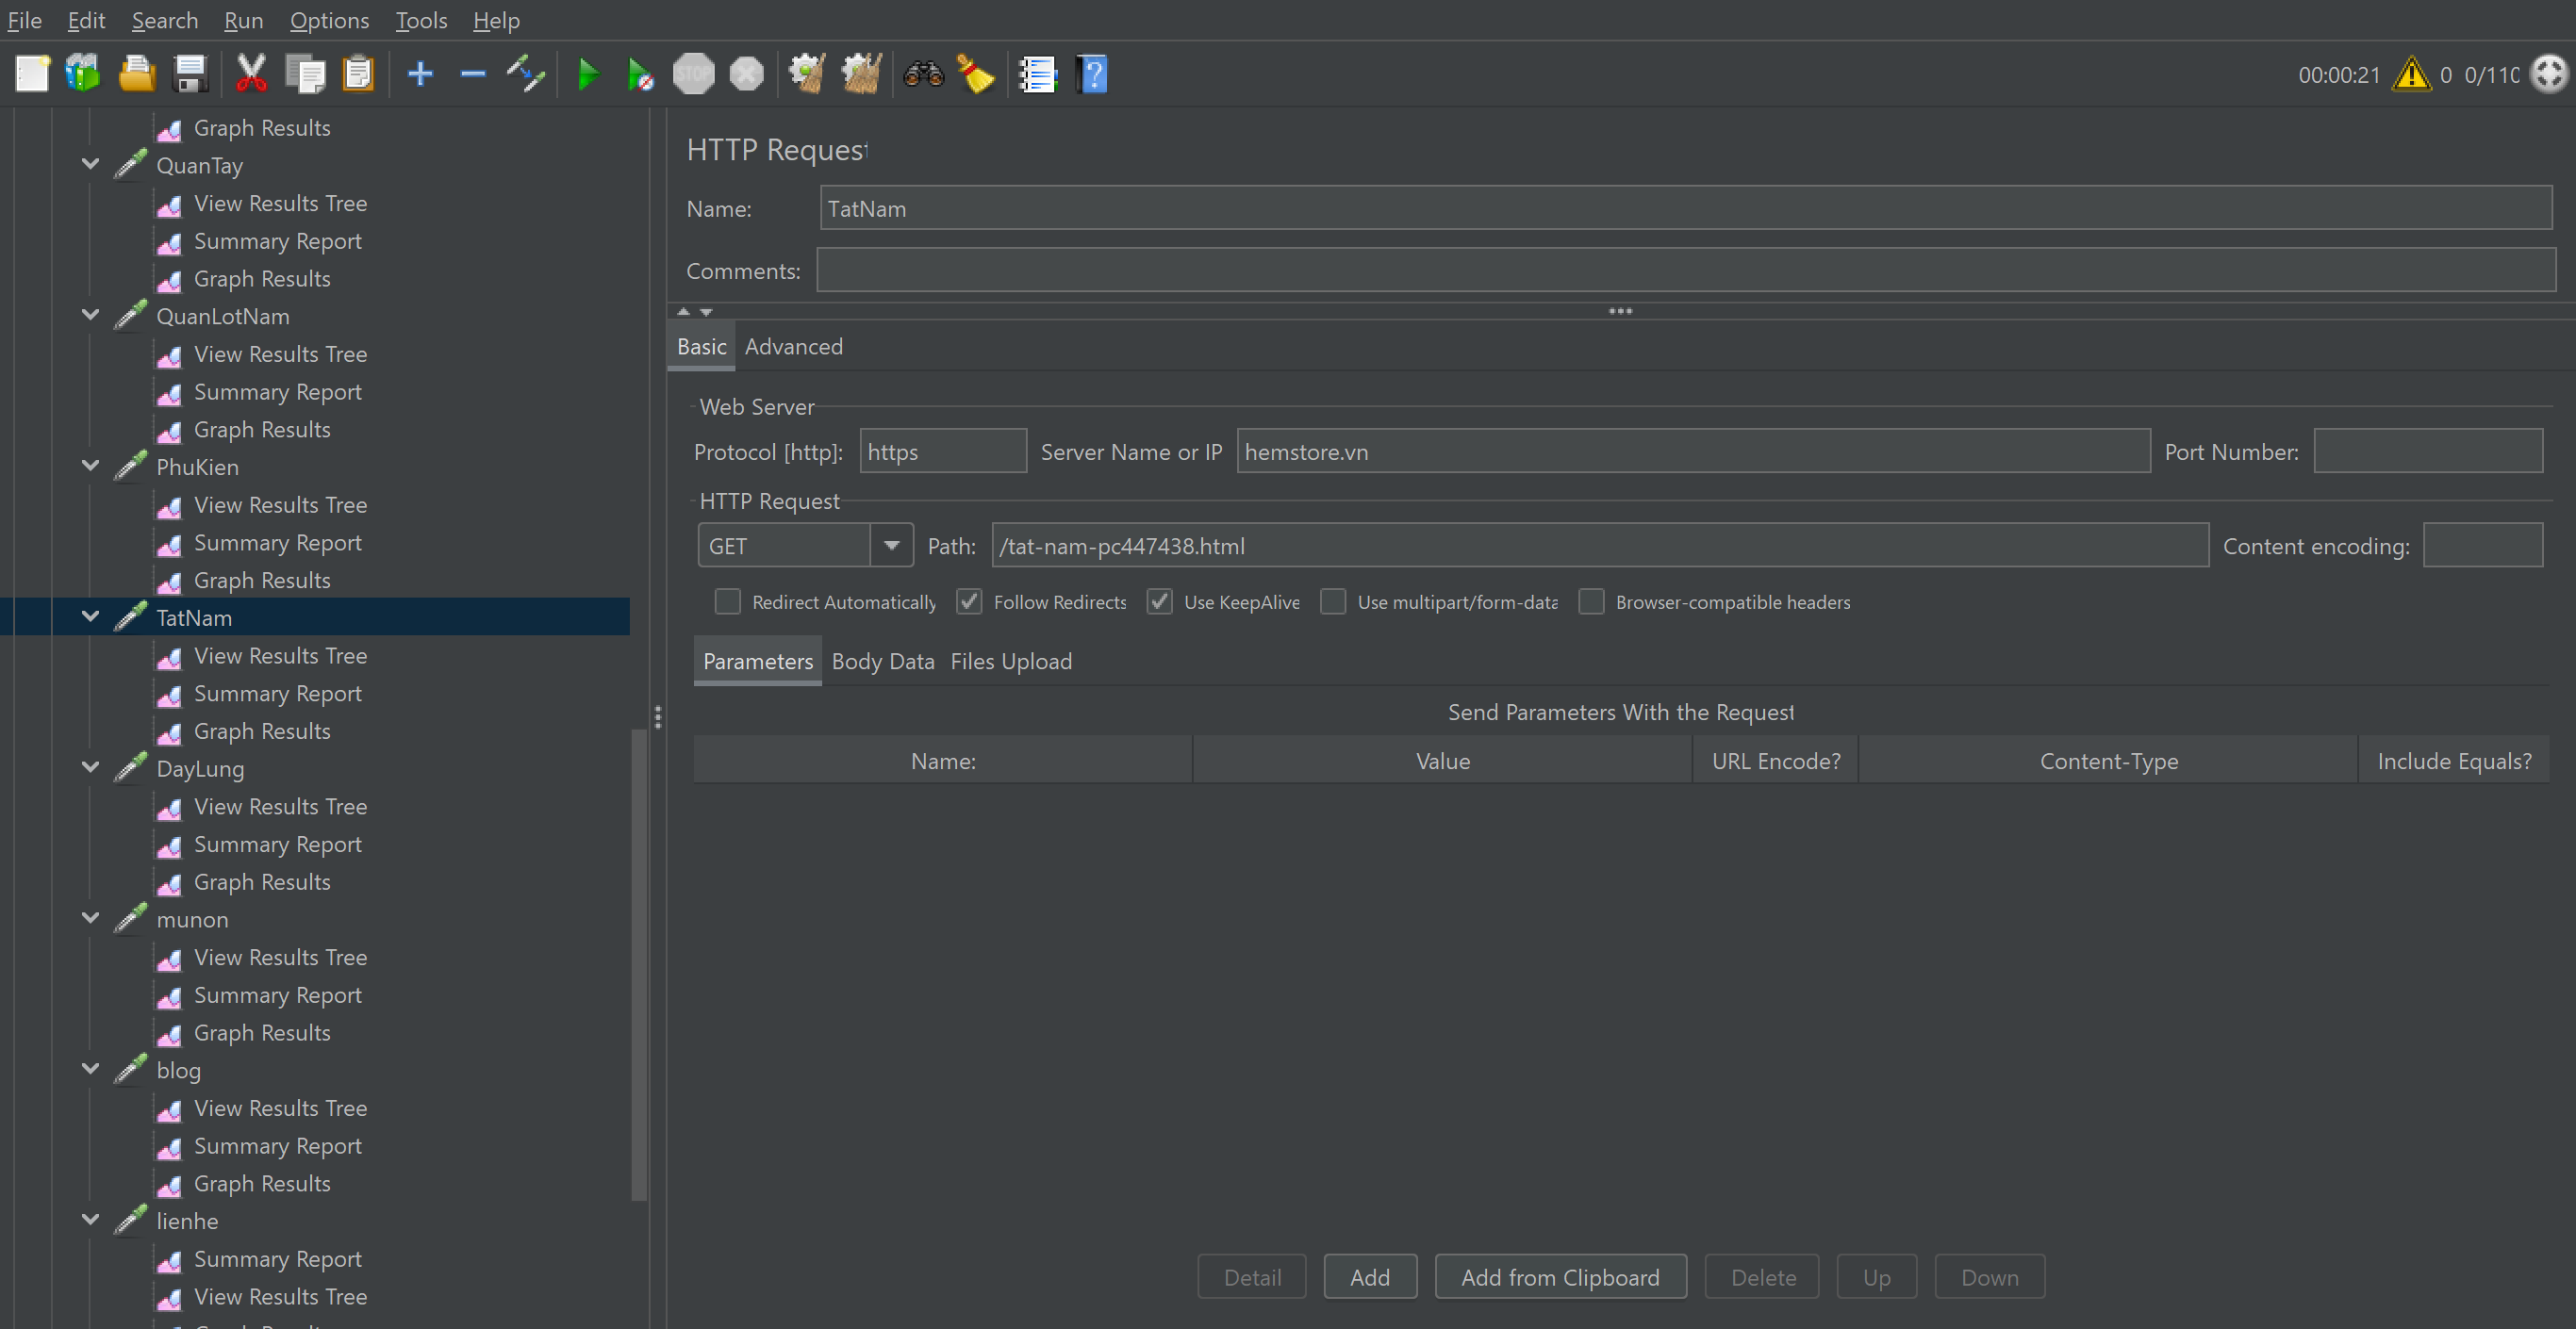 File Edit Search Run Options Tools Help
STOP
00:00:21 0 0/110
Graph Results
QuanTay
View Results Tree
Summary Report
Graph Results
QuanLotNam
View Results Tree
Summary Report
Graph Results
PhuKien
View Results Tree
Summary Report
Graph Results
TatNam
View Results Tree
Summary Report
Graph Results
DayLung
View Results Tree
Summary Report
Graph Results
munon
View Results Tree
Summary Report
Graph Results
blog
View Results Tree
Summary Report
Graph Results
lienhe
Summary Report
View Results Tree
HTTP Request
Name: TatNam
Comments:
Basic Advanced
Web Server
Protocol [http]: https Server Name or IP hemstore.vn Port Number:
HTTP Request
GET Path: /tat-nam-pc447438.html Content encoding:
Redirect Automatically Follow Redirects Use KeepAlive Use multipart/form-data Browser-compatible headers
Parameters Body Data Files Upload
Send Parameters With the Request
Name: Value URL Encode? Content-Type Include Equals?
Detail Add Add from Clipboard Delete Up Down